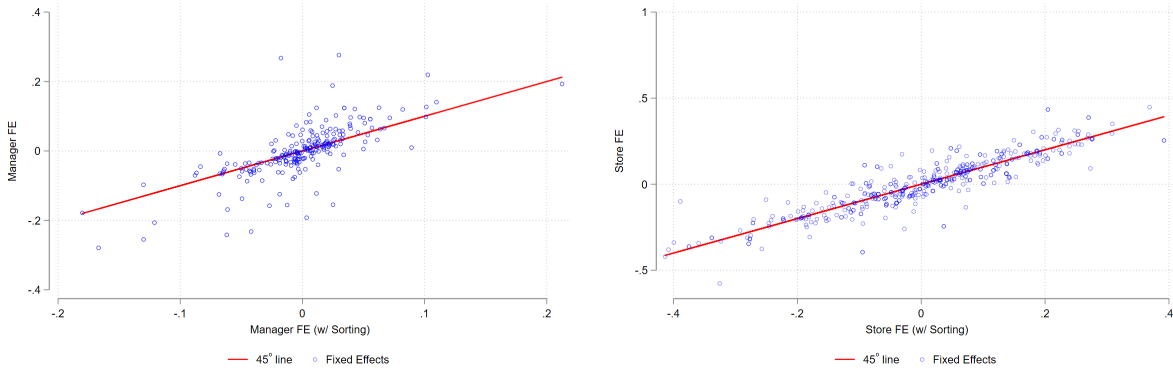 .4
.2
0
-.2
-.4
Manager FE
-.2
-.1
0
.1
.2
Manager FE (w/ Sorting)
45° line
Fixed Effects
1
.5
0
-.5
Store FE
-.4
-.2
0
.2
.4
Store FE (w/ Sorting)
45° line
Fixed Effects